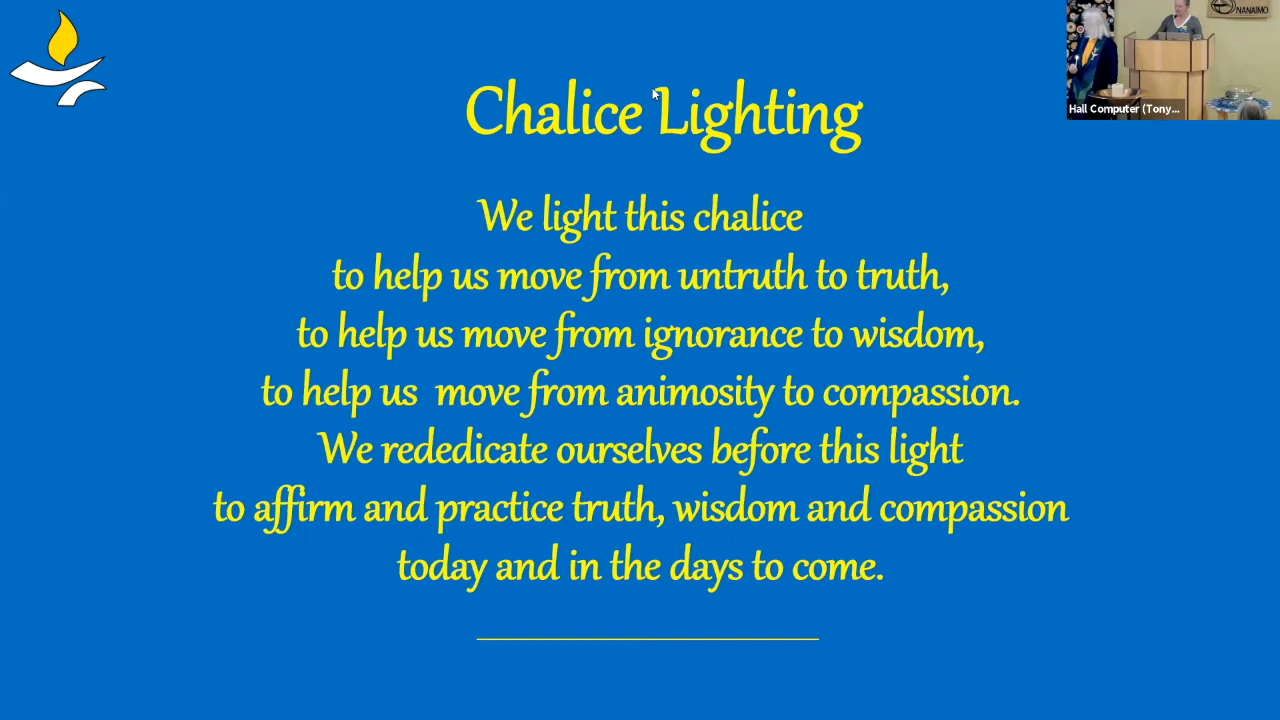 NANAIMO
Hall Computer (Tony...
Chalice Lighting
We light this chalice
to help us move from untruth to truth,
to help us move from ignorance to wisdom,
to help us  move from animosity to compassion.
We rededicate ourselves before this light
to affirm and practice truth, wisdom and compassion
today and in the days to come.